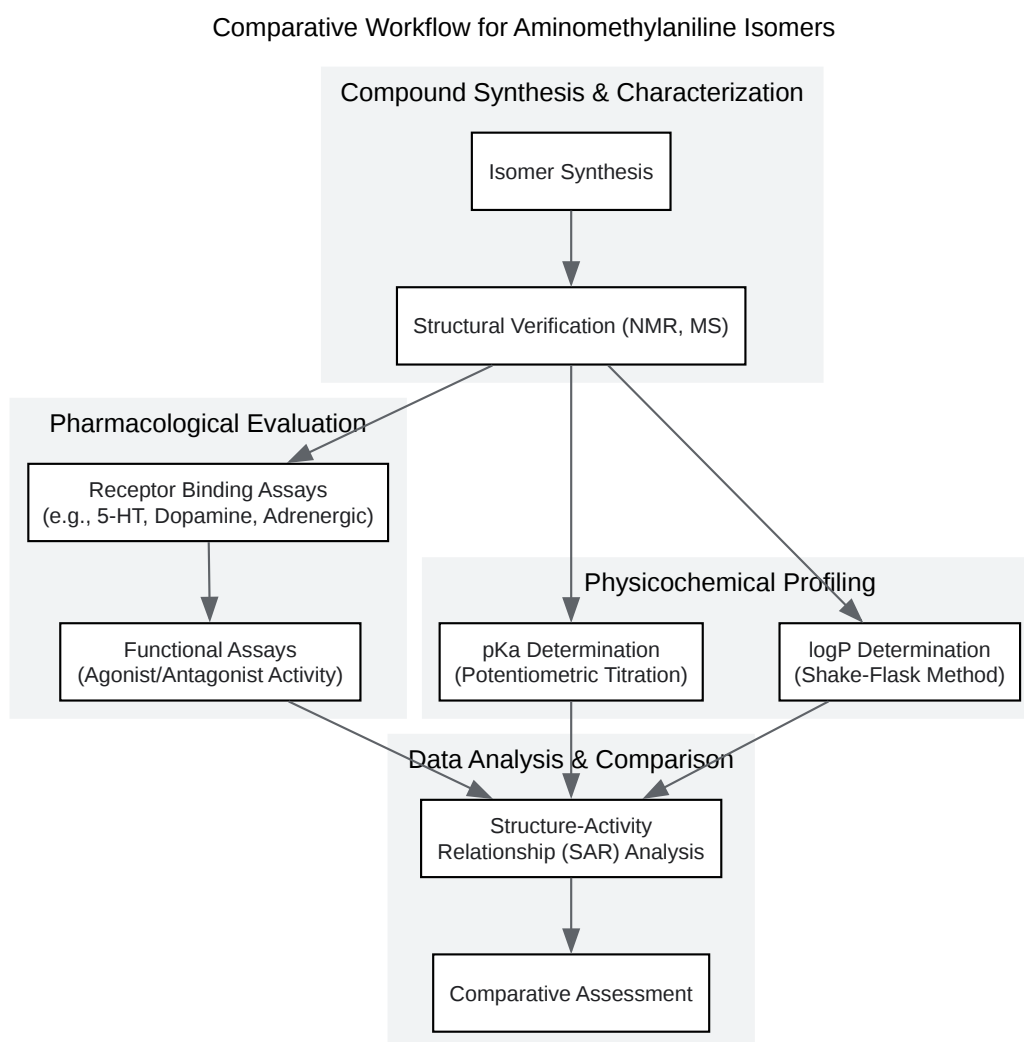 Comparative Workflow for Aminomethylaniline Isomers
Compound Synthesis & Characterization
Isomer Synthesis
Structural Verification (NMR, MS)
Pharmacological Evaluation
Receptor Binding Assays
(e.g., 5-HT, Dopamine, Adrenergic)
Functional Assays
(Agonist/Antagonist Activity)
Physicochemical Profiling
pKa Determination
(Potentiometric Titration)
logP Determination
(Shake-Flask Method)
Data Analysis & Comparison
Structure-Activity
Relationship (SAR) Analysis
Comparative Assessment